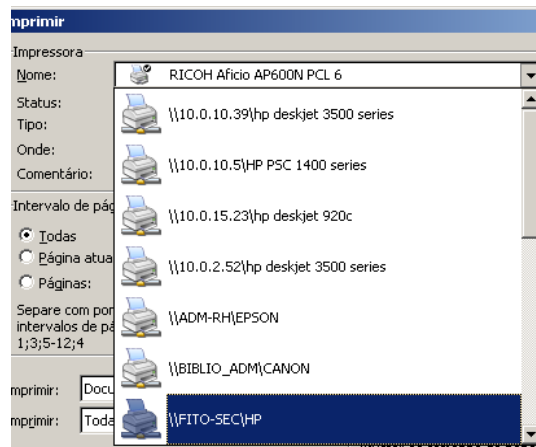 mprimir
Impressora
Nome:
RICOH Aficio AP600N PCL 6
Status:
Tipo:
Onde:
Comentário:
\\10.0.10.39\hp deskjet 3500 series
\\10.0.10.5\HP PSC 1400 series
\\10.0.15.23\hp deskjet 920c
\\10.0.2.52\hp deskjet 3500 series
\\ADM-RH\EPSON
\\BIBLIO_ADM\CANON
\\FITO-SEC\HP
Intervalo de pág
Todas
Página atua
Páginas:
Separe com pon
intervalos de pá
1;3;5-12;4
mprimir:
Docu
mprimir:
Toda